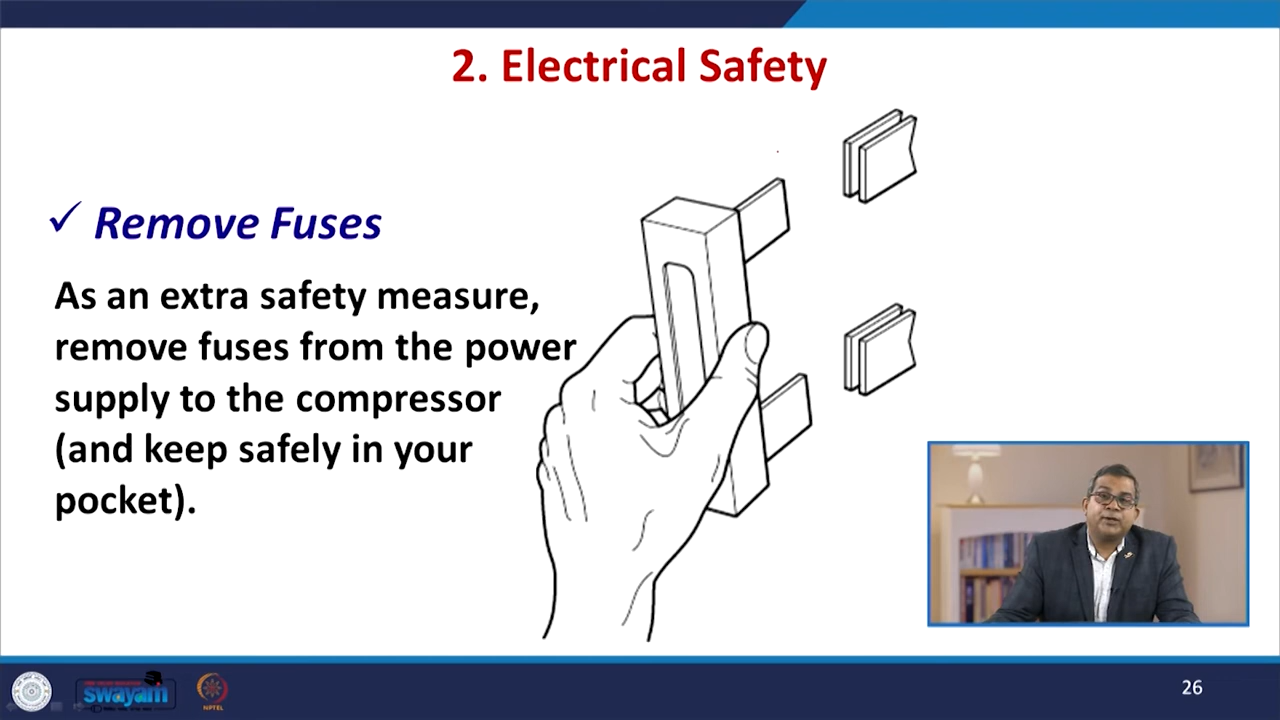 2. Electrical Safety
✓ Remove Fuses
As an extra safety measure,
remove fuses from the power
supply to the compressor
(and keep safely in your
pocket).
swayam
NPTEL
26